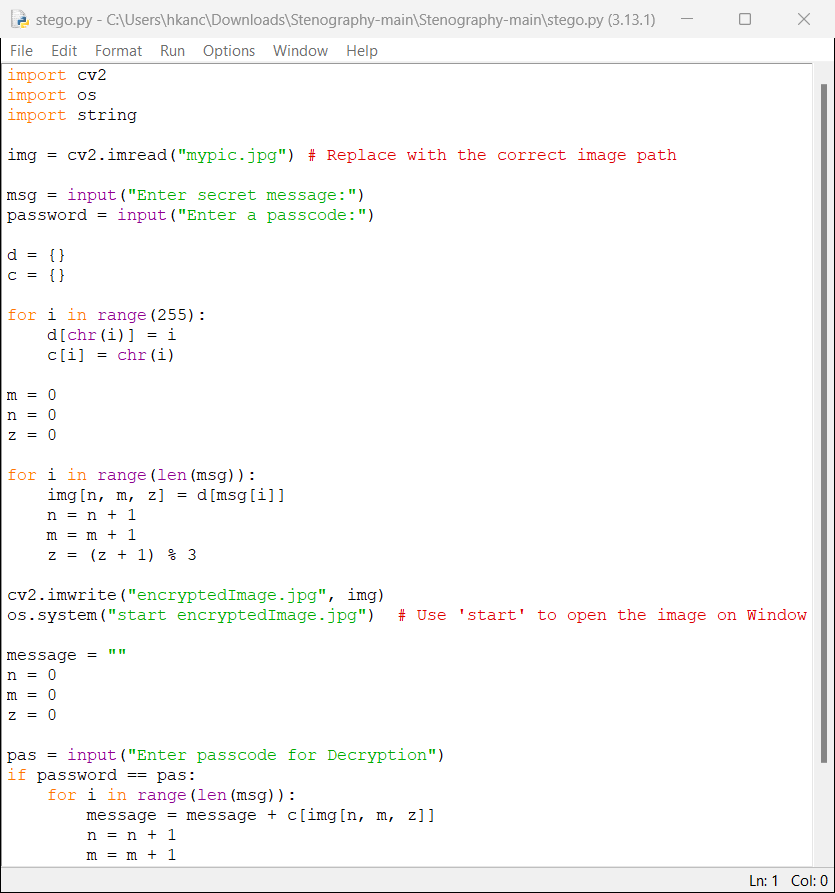 stego.py - C:\Users\hkanc\Downloads\Stenography-main\Stenography-main\stego.py (3.13.1)
File Edit Format Run Options Window Help
import cv2
import os
import string

img = cv2.imread("mypic.jpg") # Replace with the correct image path

msg = input("Enter secret message:")
password = input("Enter a passcode:")

d = {}
c = {}

for i in range(255):
    d[chr(i)] = i
    c[i] = chr(i)

m = 0
n = 0
z = 0

for i in range(len(msg)):
    img[n, m, z] = d[msg[i]]
    n = n + 1
    m = m + 1
    z = (z + 1) % 3

cv2.imwrite("encryptedImage.jpg", img)
os.system("start encryptedImage.jpg")  # Use 'start' to open the image on Window

message = ""
n = 0
m = 0
z = 0

pas = input("Enter passcode for Decryption")
if password == pas:
    for i in range(len(msg)):
        message = message + c[img[n, m, z]]
        n = n + 1
        m = m + 1
Ln: 1 Col: 0